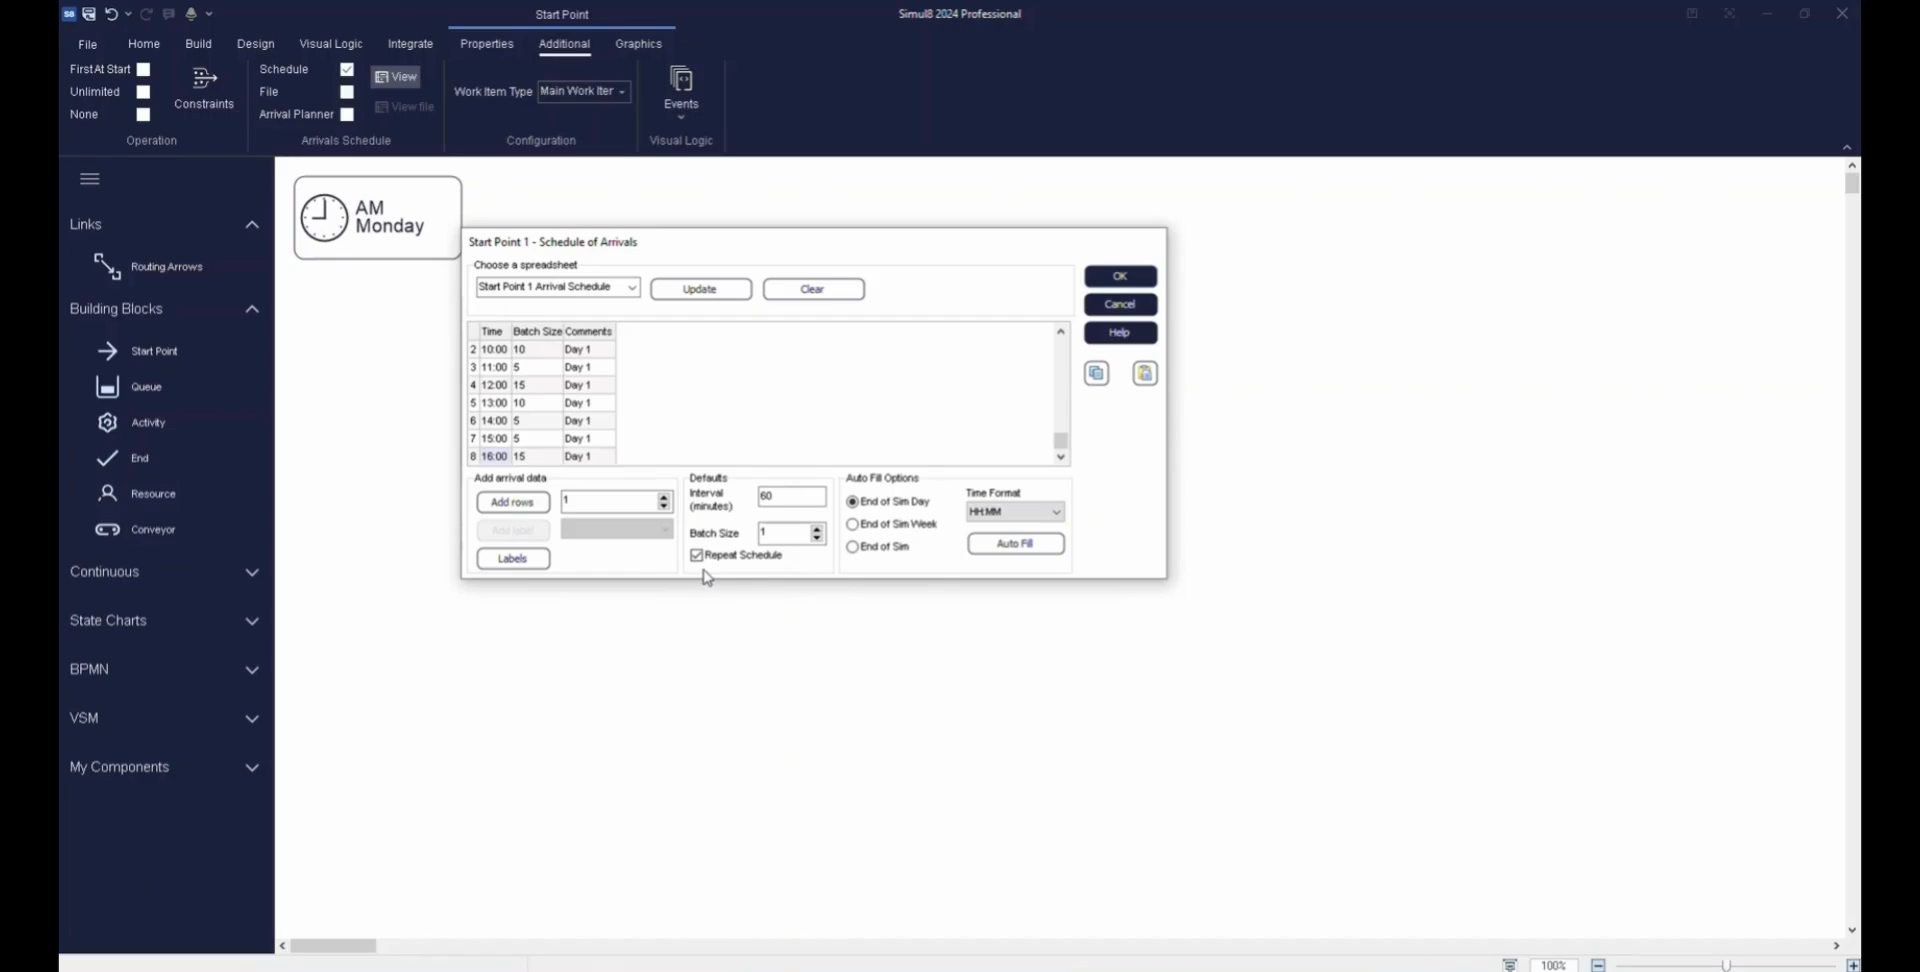 Start Point
Simul8 2024 Professional
File
Home
Build
Design
Visual Logic
Integrate
Properties
Additional
Graphics
First At Start
Unlimited
None
Constraints
Operation
Schedule
File
Arrival Planner
View
View file
Arrivals Schedule
Work Item Type
Main Work Iter
Configuration
Events
Visual Logic
Links
Routing Arrows
Building Blocks
Start Point
Queue
Activity
End
Resource
Conveyor
Continuous
State Charts
BPMN
VSM
My Components
AM
Monday
Start Point 1 - Schedule of Arrivals
Choose a spreadsheet
Start Point 1 Arrival Schedule
Update
Clear
OK
Cancel
Help
Time Batch Size Comments
2 10:00 10 Day 1
3 11:00 5 Day 1
4 12:00 15 Day 1
5 13:00 10 Day 1
6 14:00 5 Day 1
7 15:00 5 Day 1
8 16:00 15 Day 1
Add arrival data
Add rows
1
Add label
Labels
Defaults
Interval
(minutes)
60
Batch Size
1
Repeat Schedule
Auto Fill Options
End of Sim Day
End of Sim Week
End of Sim
Time Format
HH:MM
Auto Fill
100%